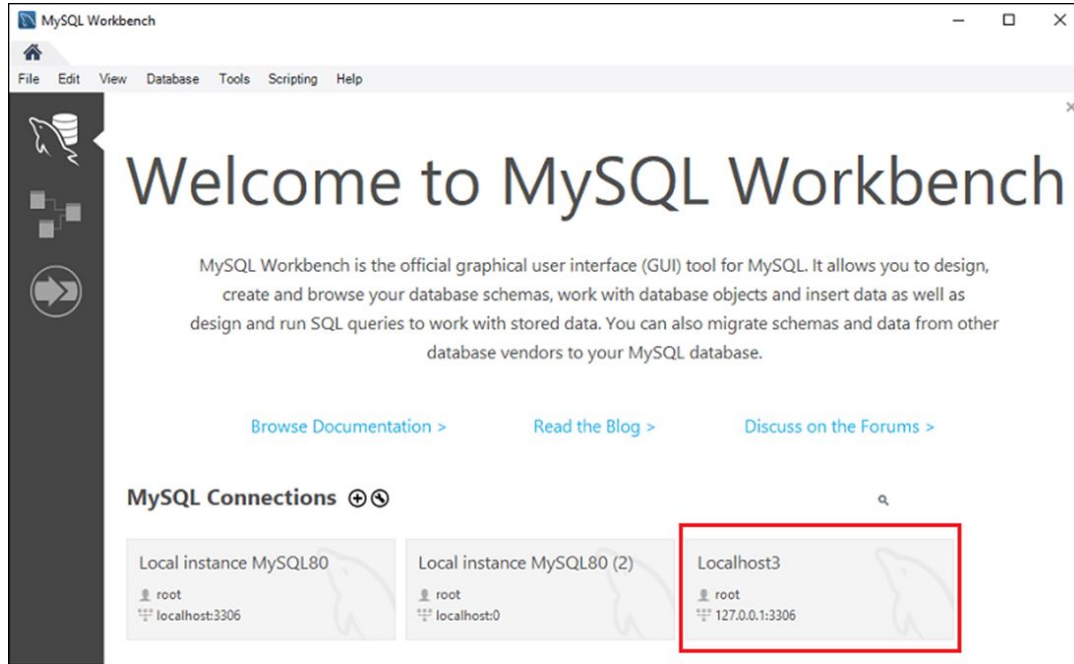 MySQL Workbench
File Edit View Database Tools Scripting Help
Welcome to MySQL Workbench
MySQL Workbench is the official graphical user interface (GUI) tool for MySQL. It allows you to design,
create and browse your database schemas, work with database objects and insert data as well as
design and run SQL queries to work with stored data. You can also migrate schemas and data from other
database vendors to your MySQL database.
Browse Documentation > Read the Blog > Discuss on the Forums >
MySQL Connections
Local instance MySQL80
root
localhost:3306
Local instance MySQL80 (2)
root
localhost:0
Localhost3
root
127.0.0.1:3306